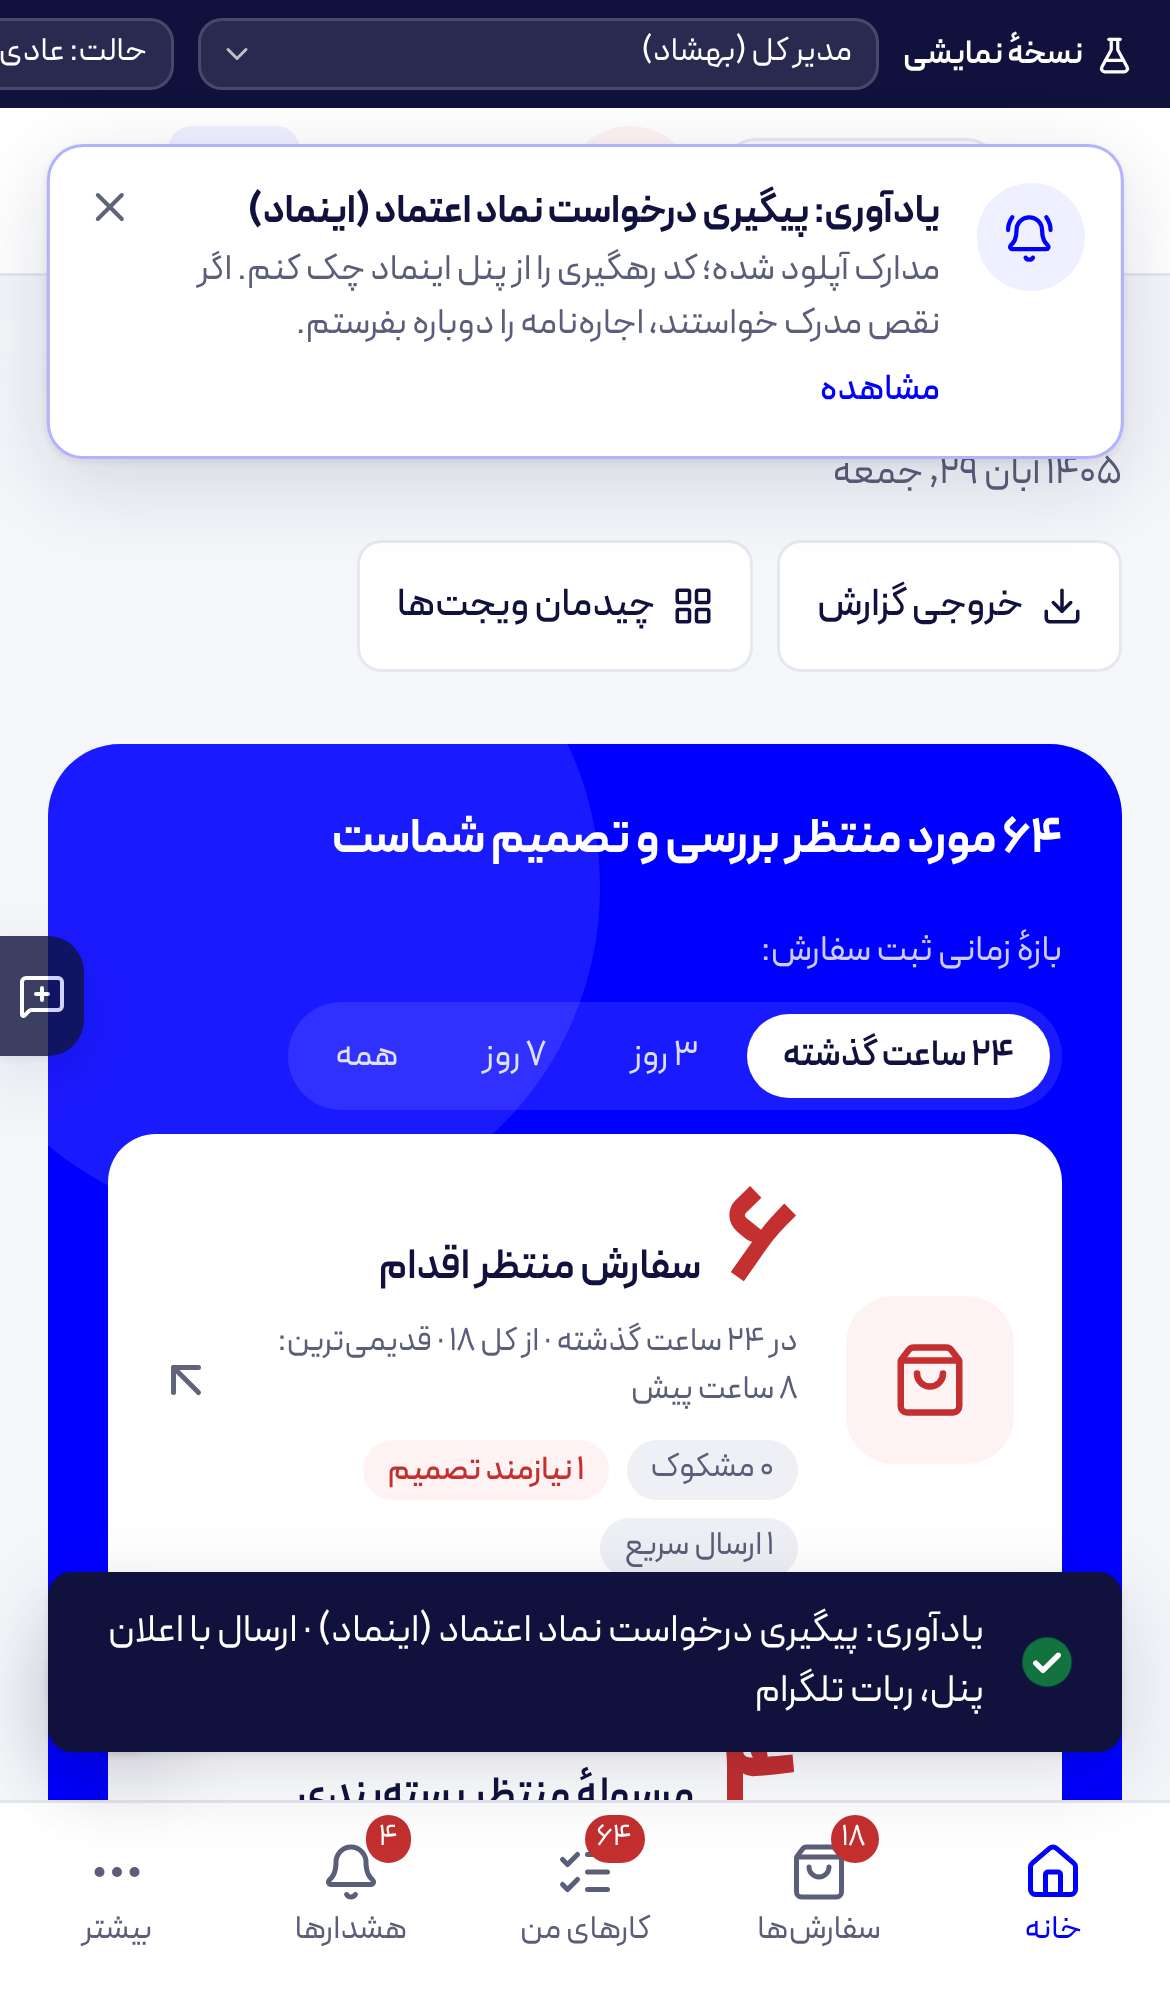 نسخهٔ نمایشی
مدیر کل (بهشاد)
حالت: عادی
یادآوری: پیگیری درخواست نماد اعتماد (اینماد)
مدارک آپلود شده؛ کد رهگیری را از پنل اینماد چک کنم. اگر
نقص مدرک خواستند، اجاره‌نامه را دوباره بفرستم.
مشاهده
۱۴۰۵ آبان ۲۹, جمعه
خروجی گزارش
چیدمان ویجت‌ها
۶۴ مورد منتظر بررسی و تصمیم شماست
بازهٔ زمانی ثبت سفارش:
۲۴ ساعت گذشته
۳ روز
۷ روز
همه
۶ سفارش منتظر اقدام
در ۲۴ ساعت گذشته · از کل ۱۸ · قدیمی‌ترین:
۸ ساعت پیش
۰ مشکوک
۱ نیازمند تصمیم
۱ ارسال سریع
یادآوری: پیگیری درخواست نماد اعتماد (اینماد) · ارسال با اعلان
پنل، ربات تلگرام
مرسولهٔ منتظر بسته‌بندی
خانه
۱۸
سفارش‌ها
۶۴
کارهای من
۴
هشدارها
بیشتر